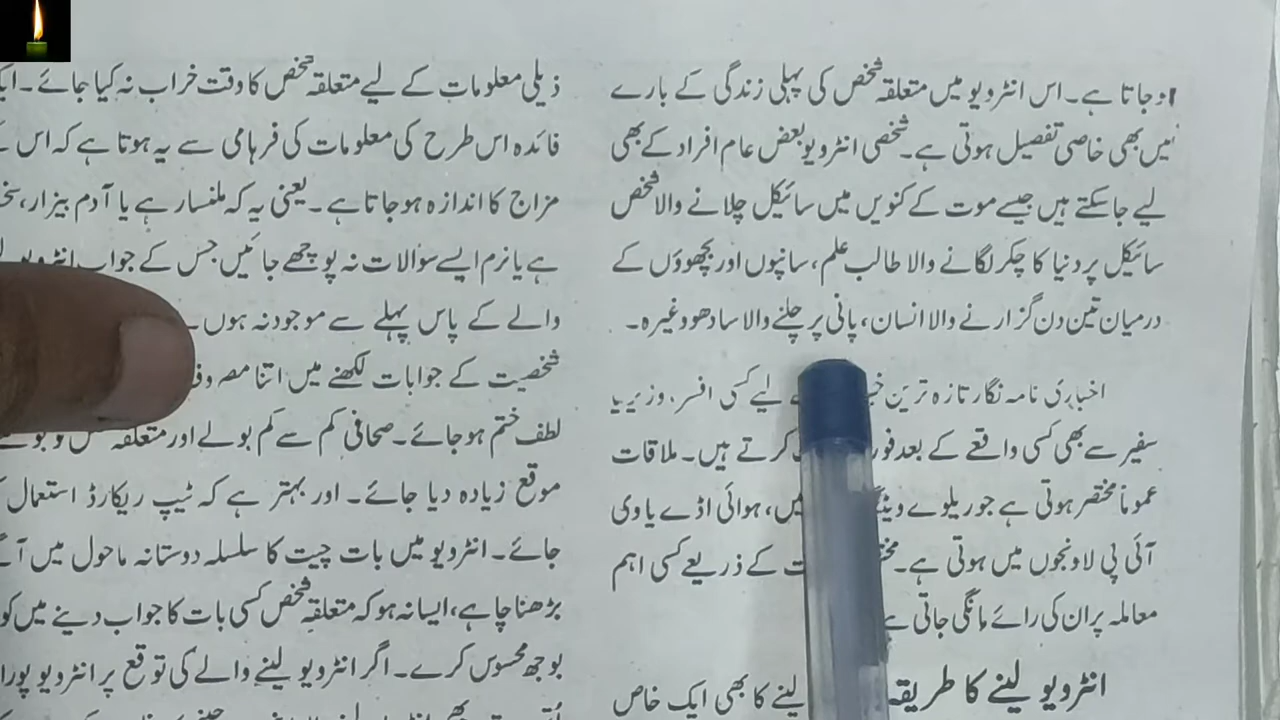 ہو جاتا ہے۔ اس انٹرویو میں متعلقہ شخص کی پہلی زندگی کے بارے
میں بھی خاصی تفصیل ہوتی ہے۔ شخصی انٹرویو بعض عام افراد کے بھی
لیے جاسکتے ہیں جیسے موت کے کنویں میں سائیکل چلانے والا شخص
سائیکل پر دنیا کا چکر لگانے والا طالب علم، سانپوں اور بچھوؤں کے
درمیان تین دن گزارنے والا انسان، پانی پر چلنے والا سادھو وغیرہ۔
اخباری نامہ نگار تازہ ترین لیے کسی افسر، وزیر یا
سفیر سے بھی کسی واقعے کے بعد کرتے ہیں۔ ملاقات
عموماً مختصر ہوتی ہے جو ریلوے میں، ہوائی اڈے یا وی
آئی پی لاونجوں میں ہوتی ہے۔ کے ذریعے کسی اہم
معاملہ پر ان کی رائے مانگی جاتی ہے
انٹرویو لینے کا طریقہ لینے کا بھی ایک خاص
ذیلی معلومات کے لیے متعلقہ شخص کا وقت خراب نہ کیا جائے۔
فائدہ اس طرح کی معلومات کی فراہمی سے یہ ہوتا ہے کہ اس
مزاج کا اندازہ ہوجاتا ہے۔ یعنی یہ کہ ملنسار ہے یا آدم بیزار،
ہے یا نرم ایسے سوالات نہ پوچھے جائیں جس کے جواب انٹرویو
والے کے پاس پہلے سے موجود نہ ہوں۔
شخصیت کے جوابات لکھنے میں اتنا
لطف ختم ہوجائے۔ صحافی کم سے کم بولے اور متعلقہ
موقع زیادہ دیا جائے۔ اور بہتر ہے کہ ٹیپ ریکارڈ استعمال
جائے۔ انٹرویو میں بات چیت کا سلسلہ دوستانہ ماحول میں
بڑھنا چاہے، ایسا نہ ہو کہ متعلقہ شخص کسی بات کا جواب دینے میں
بوجھ محسوس کرے۔ اگر انٹرویو لینے والے کی توقع پر انٹرویو پورا